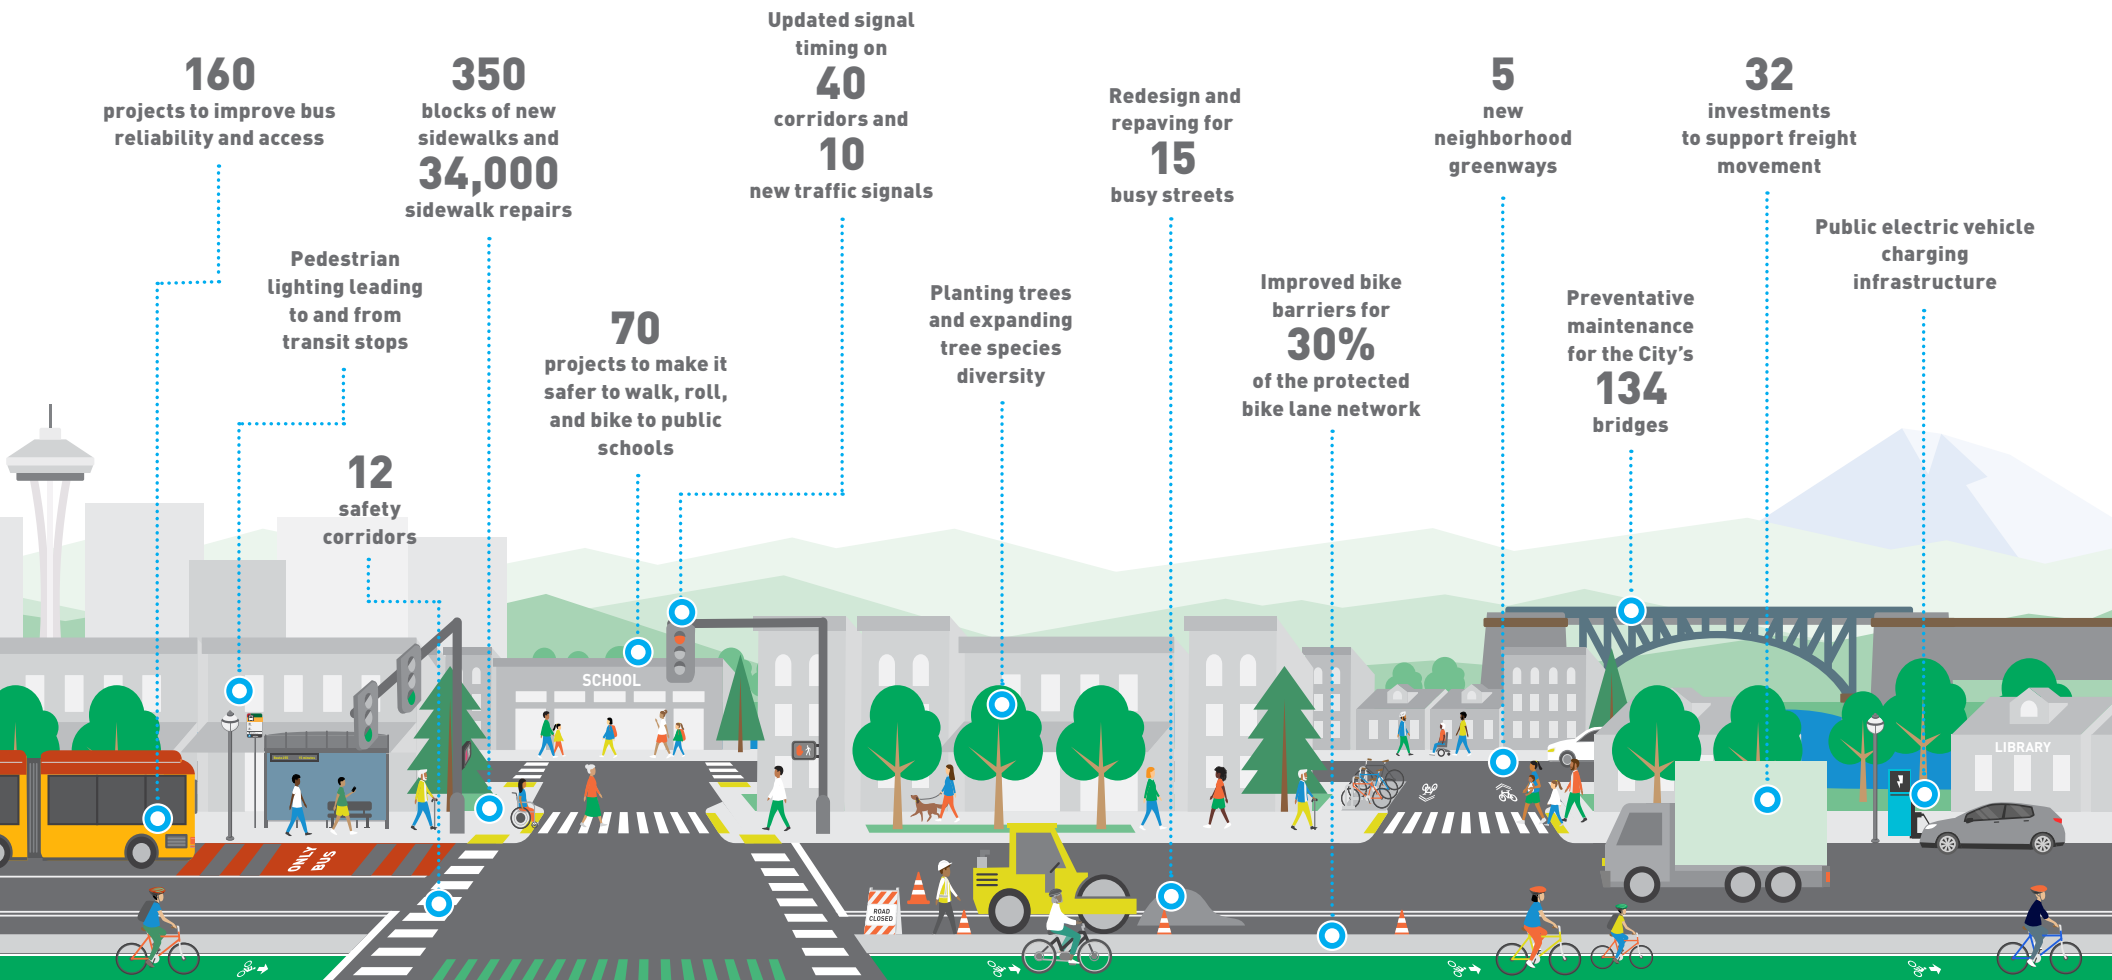 160
projects to improve bus
reliability and access
Pedestrian
lighting leading
to and from
transit stops
12
safety
corridors
350
blocks of new
sidewalks and
34,000
sidewalk repairs
70
projects to make it
safer to walk, roll,
and bike to public
schools
Updated signal
timing on
40
corridors and
10
new traffic signals
Planting trees
and expanding
tree species
diversity
Redesign and
repaving for
15
busy streets
Improved bike
barriers for
30%
of the protected
bike lane network
5
new
neighborhood
greenways
Preventative
maintenance
for the City's
134
bridges
32
investments
to support freight
movement
Public electric vehicle
charging
infrastructure
SCHOOL
LIBRARY
BUS
ONLY
ROAD
CLOSED